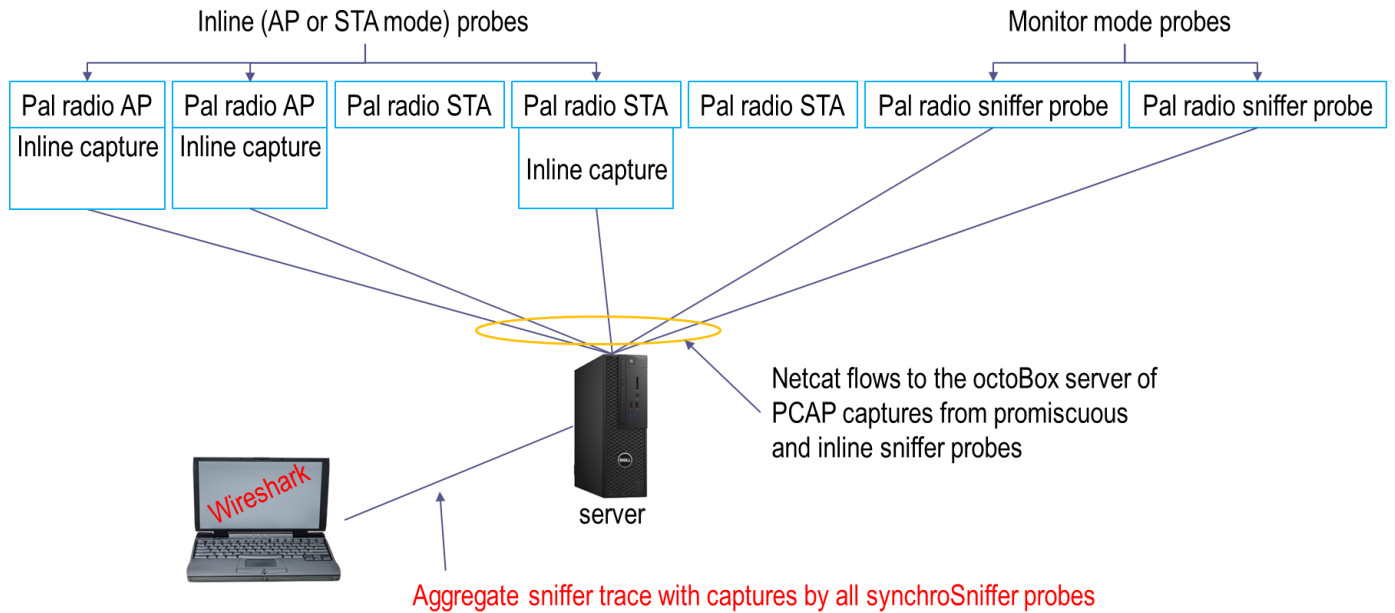 Inline (AP or STA mode) probes
Monitor mode probes
Pal radio AP
Pal radio AP
Pal radio STA
Pal radio STA
Pal radio STA
Pal radio sniffer probe
Pal radio sniffer probe
Inline capture
Inline capture
Inline capture
Netcat flows to the octoBox server of
PCAP captures from promiscuous
and inline sniffer probes
DELL
Wireshark
server
Aggregate sniffer trace with captures by all synchroSniffer probes